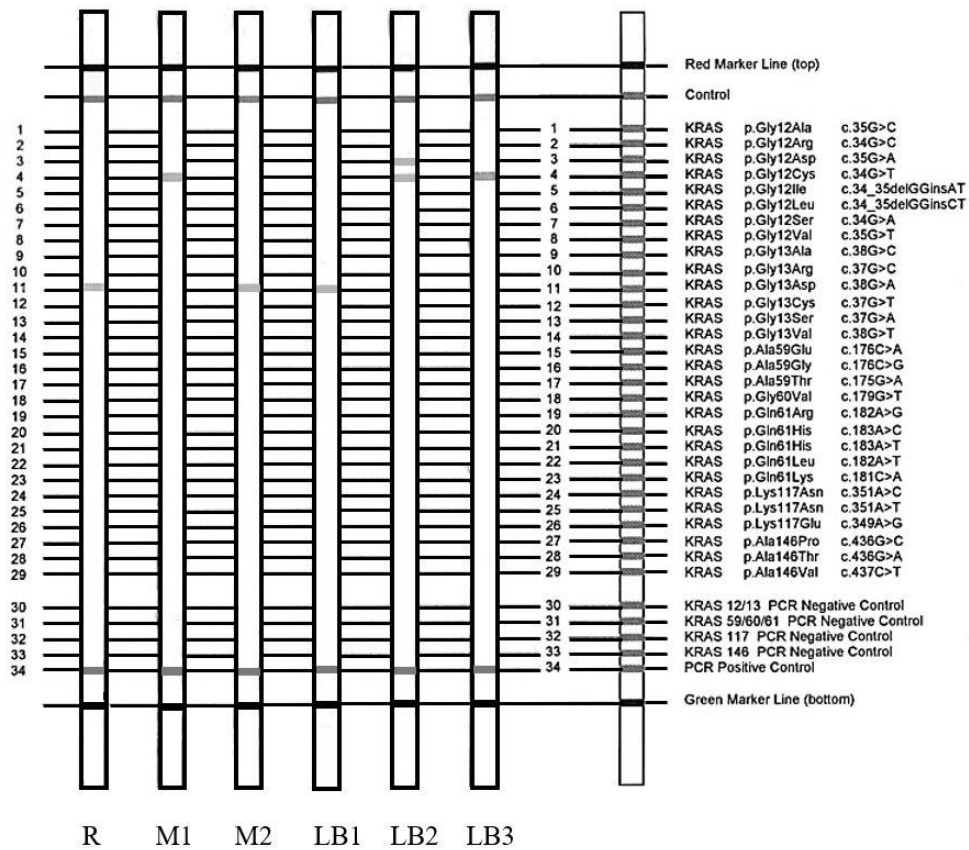 Red Marker Line (top)
Control
1 1 KRAS p.Gly12Ala c.35G>C
2 2 KRAS p.Gly12Arg c.34G>C
3 3 KRAS p.Gly12Asp c.35G>A
4 4 KRAS p.Gly12Cys c.34G>T
5 5 KRAS p.Gly12Ile c.34_35delGGinsAT
6 6 KRAS p.Gly12Leu c.34_35delGGinsCT
7 7 KRAS p.Gly12Ser c.34G>A
8 8 KRAS p.Gly12Val c.35G>T
9 9 KRAS p.Gly13Ala c.38G>C
10 10 KRAS p.Gly13Arg c.37G>C
11 11 KRAS p.Gly13Asp c.38G>A
12 12 KRAS p.Gly13Cys c.37G>T
13 13 KRAS p.Gly13Ser c.37G>A
14 14 KRAS p.Gly13Val c.38G>T
15 15 KRAS p.Ala59Glu c.176C>A
16 16 KRAS p.Ala59Gly c.176C>G
17 17 KRAS p.Ala59Thr c.175G>A
18 18 KRAS p.Gly60Val c.179G>T
19 19 KRAS p.Gln61Arg c.182A>G
20 20 KRAS p.Gln61His c.183A>C
21 21 KRAS p.Gln61His c.183A>T
22 22 KRAS p.Gln61Leu c.182A>T
23 23 KRAS p.Gln61Lys c.181C>A
24 24 KRAS p.Lys117Asn c.351A>C
25 25 KRAS p.Lys117Asn c.351A>T
26 26 KRAS p.Lys117Glu c.349A>G
27 27 KRAS p.Ala146Pro c.436G>C
28 28 KRAS p.Ala146Thr c.436G>A
29 29 KRAS p.Ala146Val c.437C>T
30 30 KRAS 12/13 PCR Negative Control
31 31 KRAS 59/60/61 PCR Negative Control
32 32 KRAS 117 PCR Negative Control
33 33 KRAS 146 PCR Negative Control
34 34 PCR Positive Control
Green Marker Line (bottom)
R M1 M2 LB1 LB2 LB3